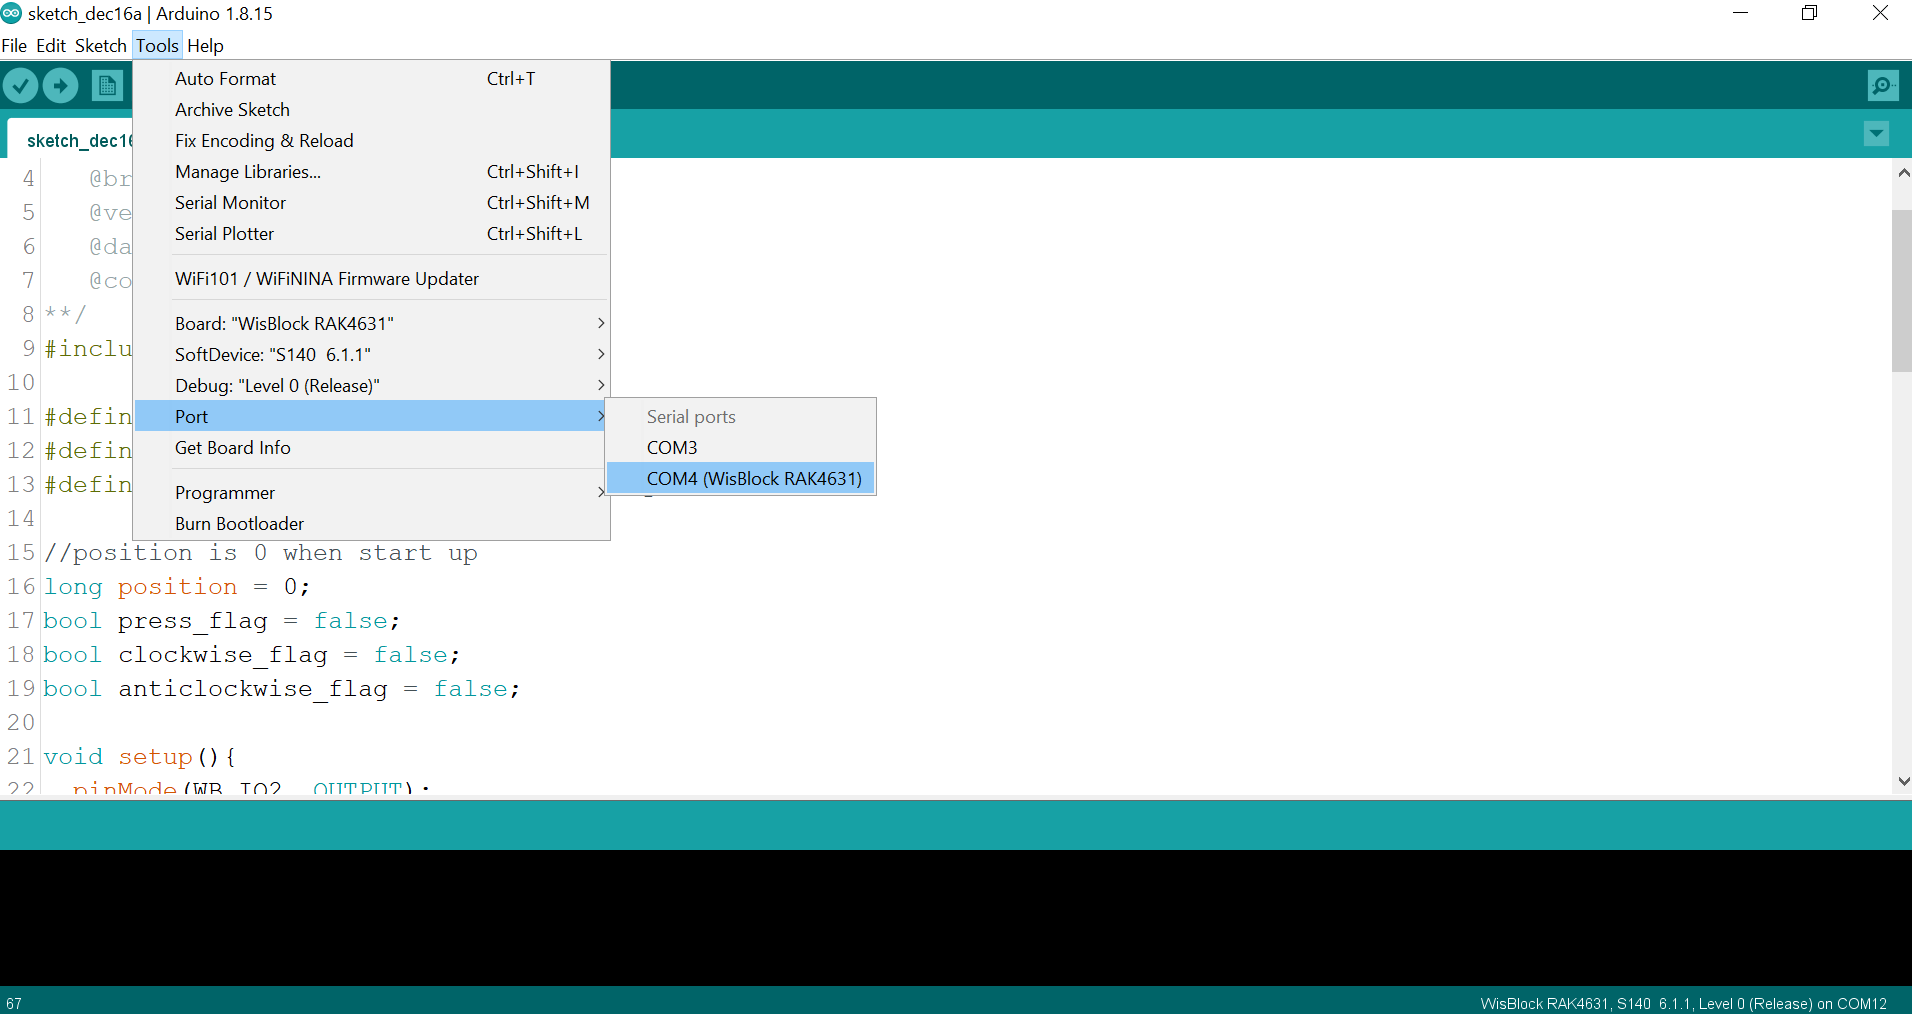 sketch_dec16a | Arduino 1.8.15
File Edit Sketch Tools Help
sketch_dec16
Auto Format Ctrl+T
Archive Sketch
Fix Encoding & Reload
Manage Libraries... Ctrl+Shift+I
Serial Monitor Ctrl+Shift+M
Serial Plotter Ctrl+Shift+L
WiFi101 / WiFiNINA Firmware Updater
Board: "WisBlock RAK4631"
SoftDevice: "S140 6.1.1"
Debug: "Level 0 (Release)"
Port
Get Board Info
Programmer
Burn Bootloader
Serial ports
COM3
COM4 (WisBlock RAK4631)
4 @br
5 @ve
6 @da
7 @co
8 **/
9 #inclu
10
11 #defin
12 #defin
13 #defin
14
15 //position is 0 when start up
16 long position = 0;
17 bool press_flag = false;
18 bool clockwise_flag = false;
19 bool anticlockwise_flag = false;
20
21 void setup(){
22 pinMode(WB_IO2, OUTPUT);
67
WisBlock RAK4631, S140 6.1.1, Level 0 (Release) on COM12